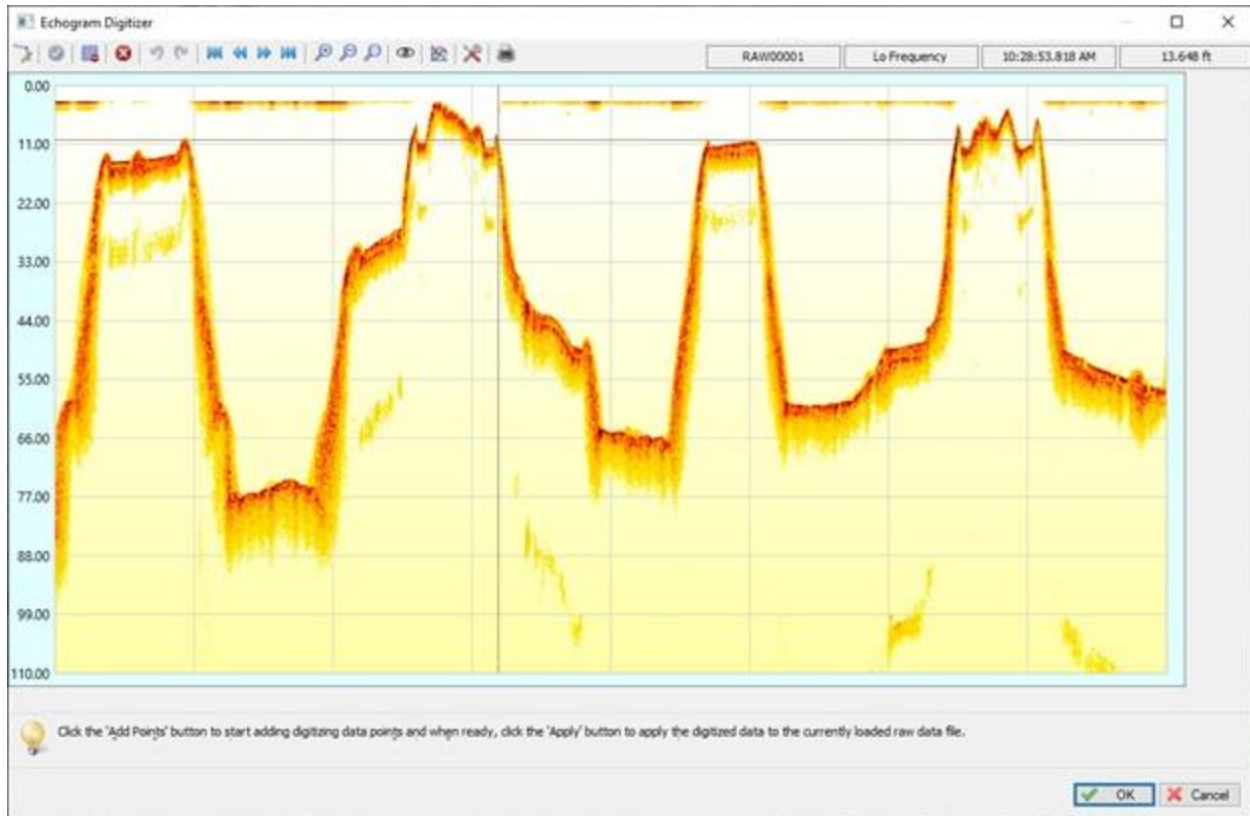 Echogram Digitizer
RAW00001 Lo Frequency 10:28:53.818 AM 13.648 ft
0.00
11.00
22.00
33.00
44.00
55.00
66.00
77.00
88.00
99.00
110.00
Click the 'Add Points' button to start adding digitizing data points and when ready, click the 'Apply' button to apply the digitized data to the currently loaded raw data file.
OK Cancel